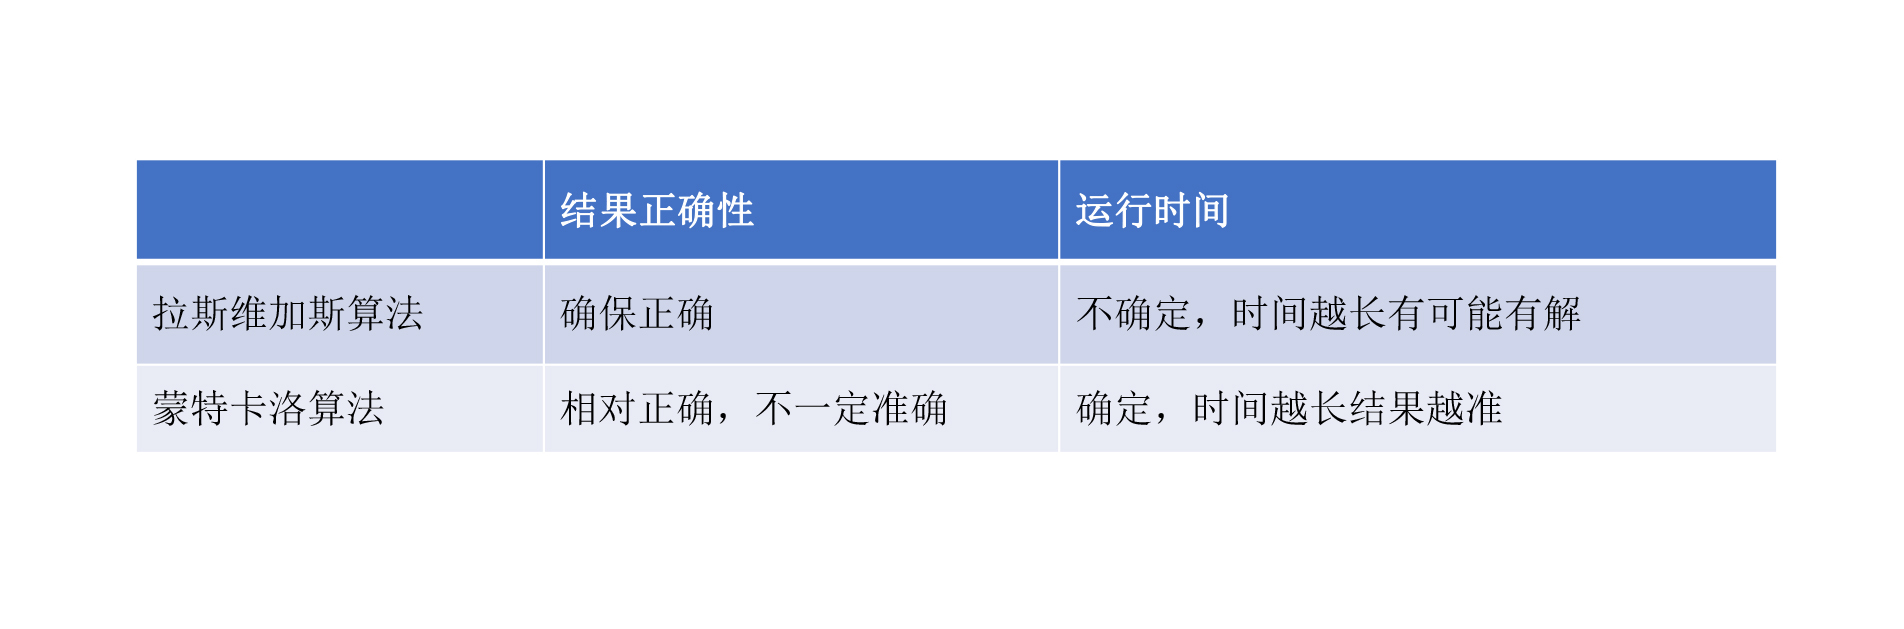 结果正确性 运行时间
拉斯维加斯算法 确保正确 不确定，时间越长有可能有解
蒙特卡洛算法 相对正确，不一定准确 确定，时间越长结果越准